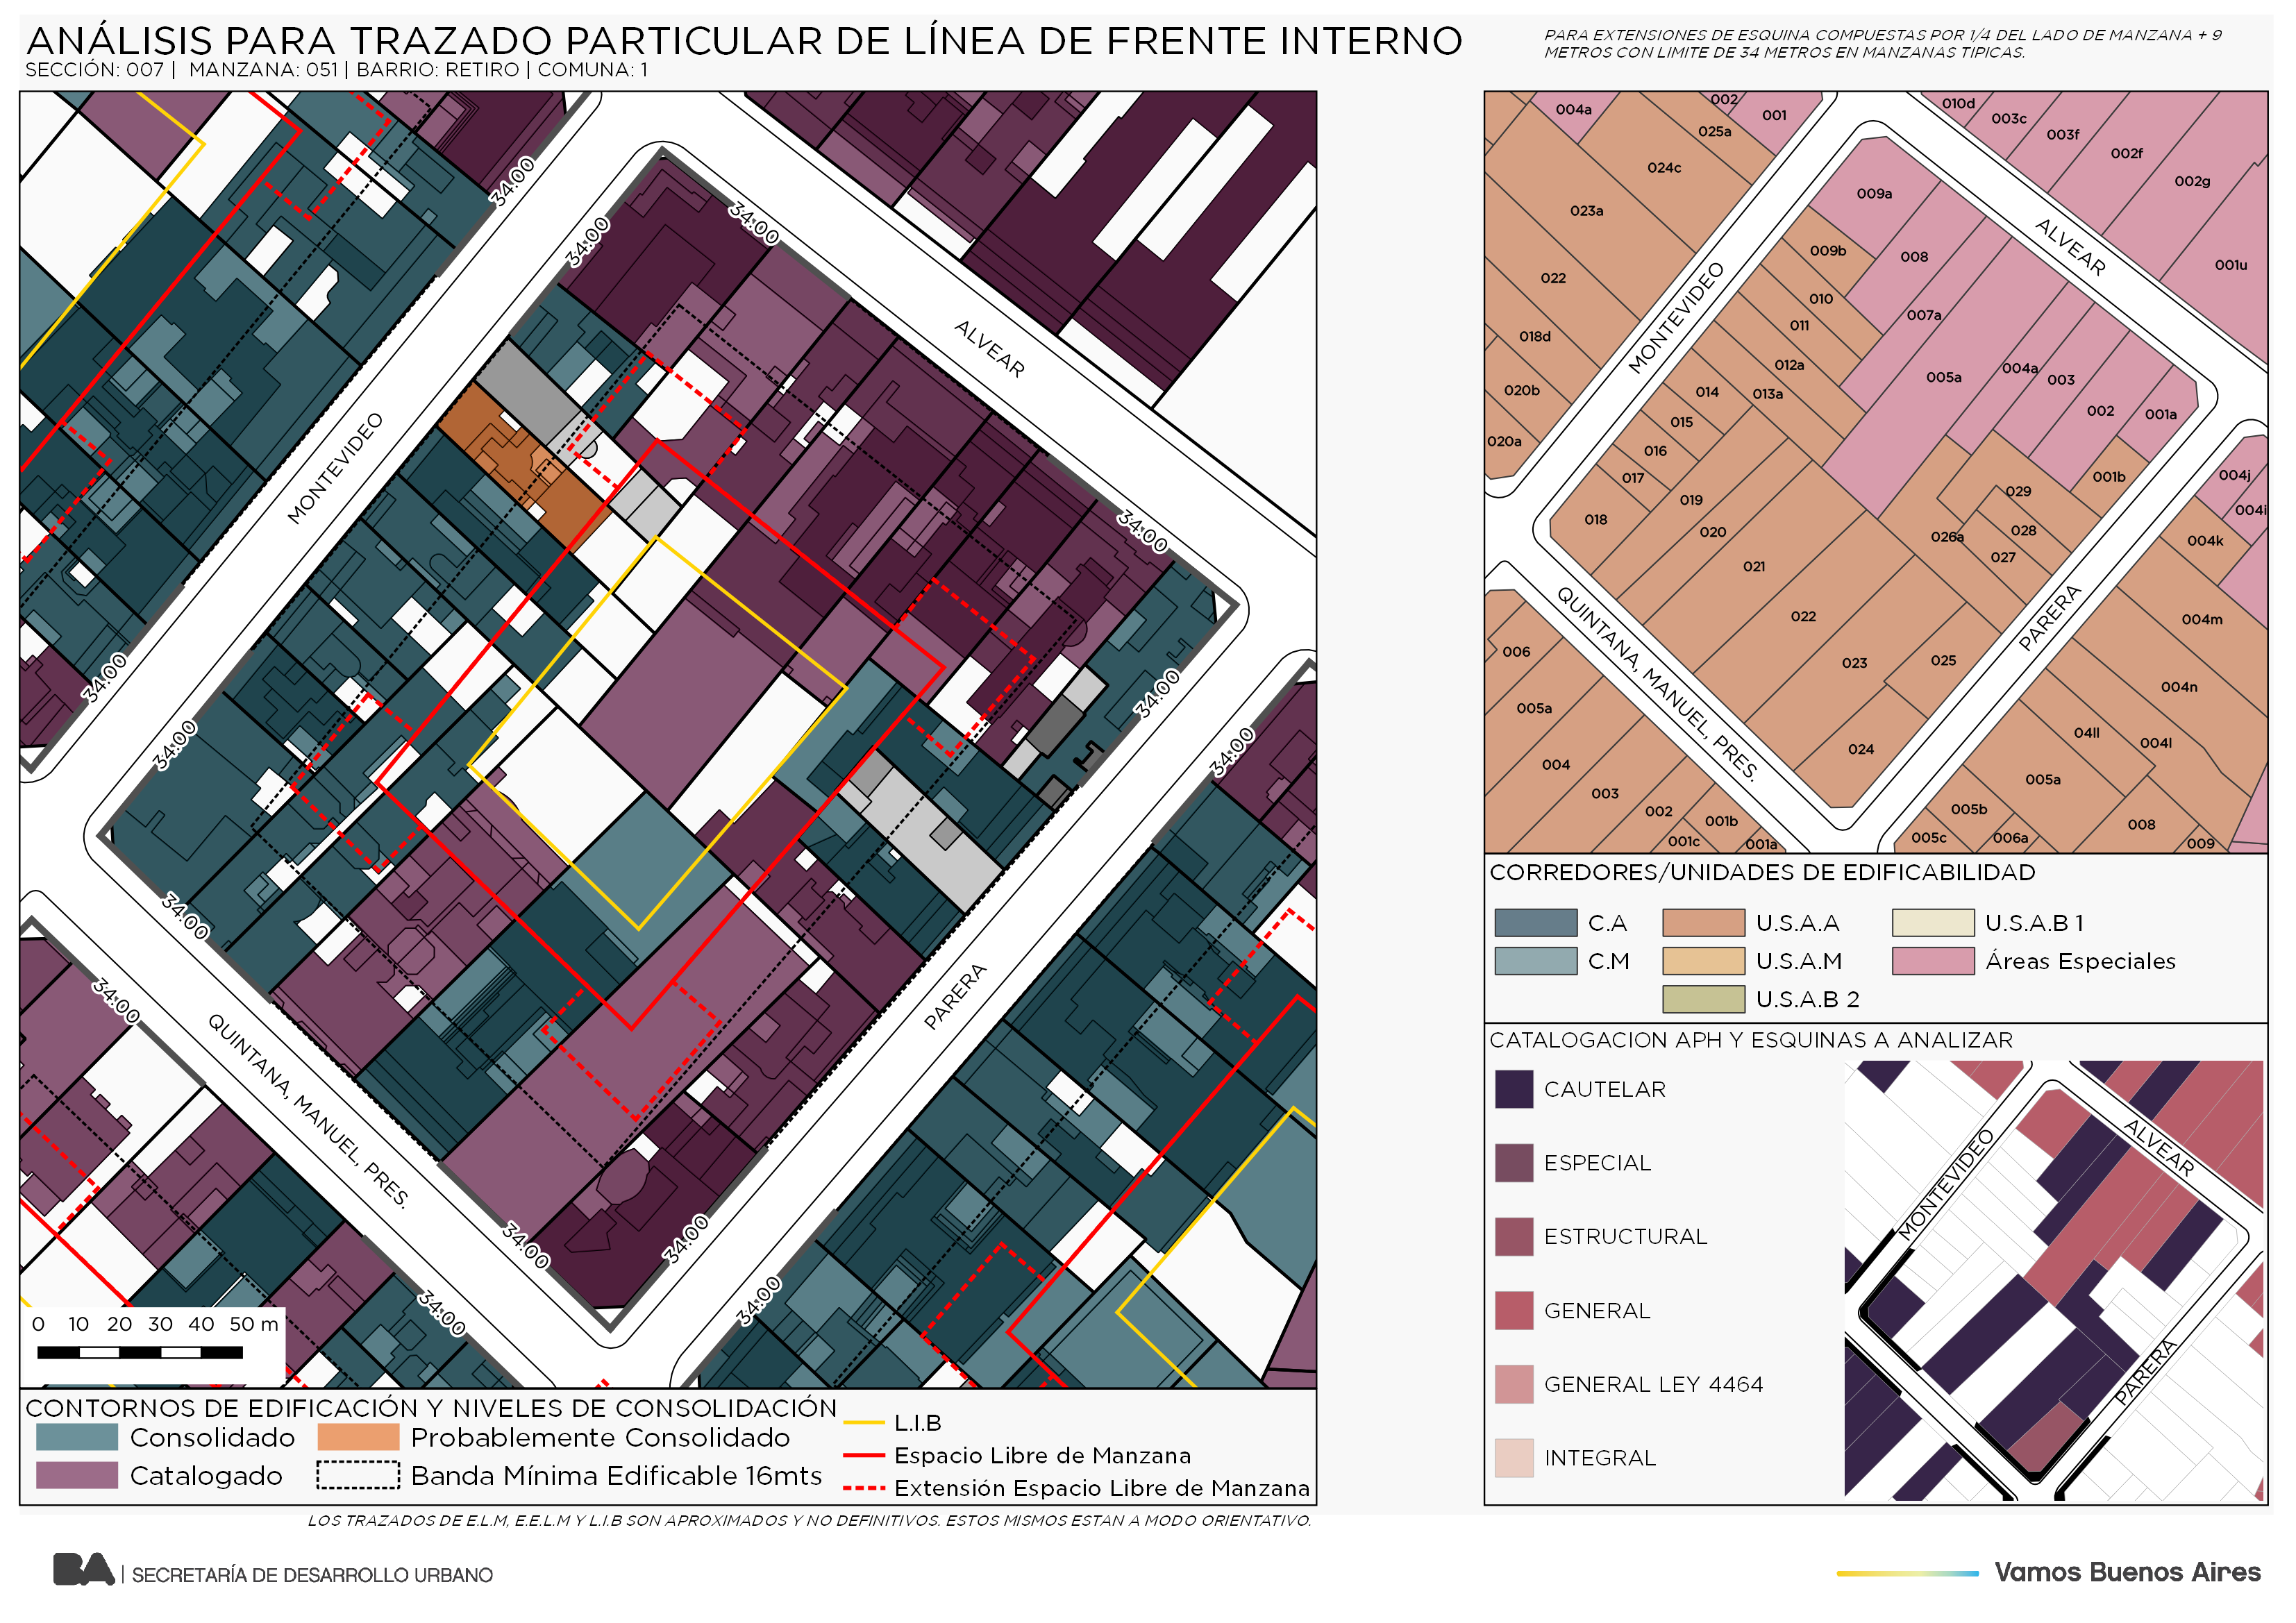 ANÁLISIS PARA TRAZADO PARTICULAR DE LÍNEA DE FRENTE INTERNO
SECCIÓN: 007 | MANZANA: 051 | BARRIO: RETIRO | COMUNA: 1
PARA EXTENSIONES DE ESQUINA COMPUESTAS POR 1/4 DEL LADO DE MANZANA + 9
METROS CON LIMITE DE 34 METROS EN MANZANAS TIPICAS.
34:00
34:00
34:00
ALVEAR
MONTEVIDEO
34:00
34:00
34:00
34:00
34:00
34:00
34:00
QUINTANA, MANUEL, PRES.
PARERA
34:00
34:00
34:00
34:00
1
0 10 20 30 40 50 m
CONTORNOS DE EDIFICACIÓN Y NIVELES DE CONSOLIDACIÓN
Consolidado
Probablemente Consolidado
Catalogado
Banda Mínima Edificable 16mts
L.I.B
Espacio Libre de Manzana
Extensión Espacio Libre de Manzana
LOS TRAZADOS DE E.L.M, E.E.L.M Y L.I.B SON APROXIMADOS Y NO DEFINITIVOS. ESTOS MISMOS ESTAN A MODO ORIENTATIVO.
004a
002
001
025a
010d
003c
003f
002f
002g
024c
009a
023a
ALVEAR
009b
008
001u
022
MONTEVIDEO
010
007a
011
018d
012a
005a
004a
003
020b
014
013a
002
001a
015
020a
016
017
001b
004j
029
004i
019
018
020
028
026a
004k
027
021
QUINTANA, MANUEL, PRES.
022
PARERA
004m
006
023
025
004n
005a
04ll
004l
024
004
005a
003
002
001b
005b
008
001c
001a
005c
006a
009
CORREDORES/UNIDADES DE EDIFICABILIDAD
C.A
U.S.A.A
U.S.A.B 1
C.M
U.S.A.M
Áreas Especiales
U.S.A.B 2
CATALOGACION APH Y ESQUINAS A ANALIZAR
CAUTELAR
ESPECIAL
ESTRUCTURAL
GENERAL
GENERAL LEY 4464
INTEGRAL
ALVEAR
MONTEVIDEO
PARERA
BA | SECRETARÍA DE DESARROLLO URBANO
Vamos Buenos Aires